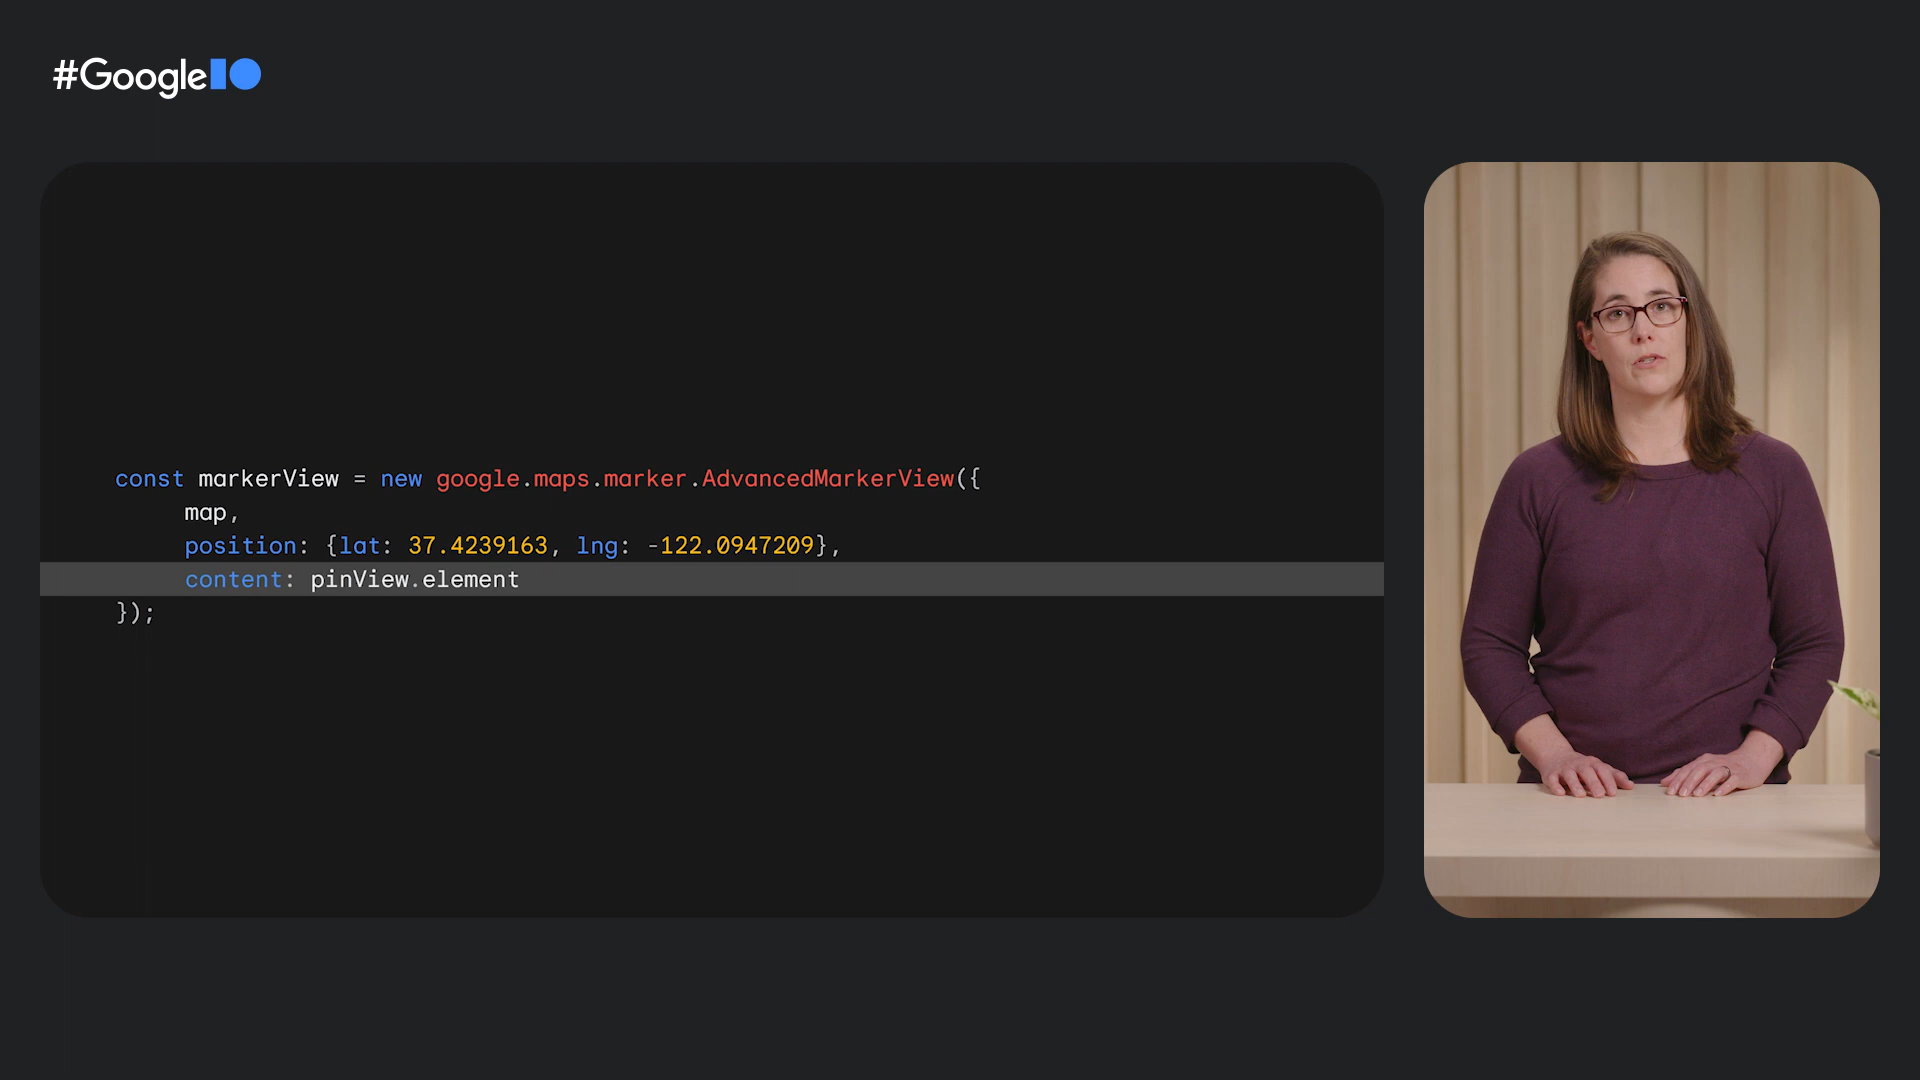 #GoogleIO
const markerView = new google.maps.marker.AdvancedMarkerView({
map,
position: {lat: 37.4239163, lng: -122.0947209},
content: pinView.element
});